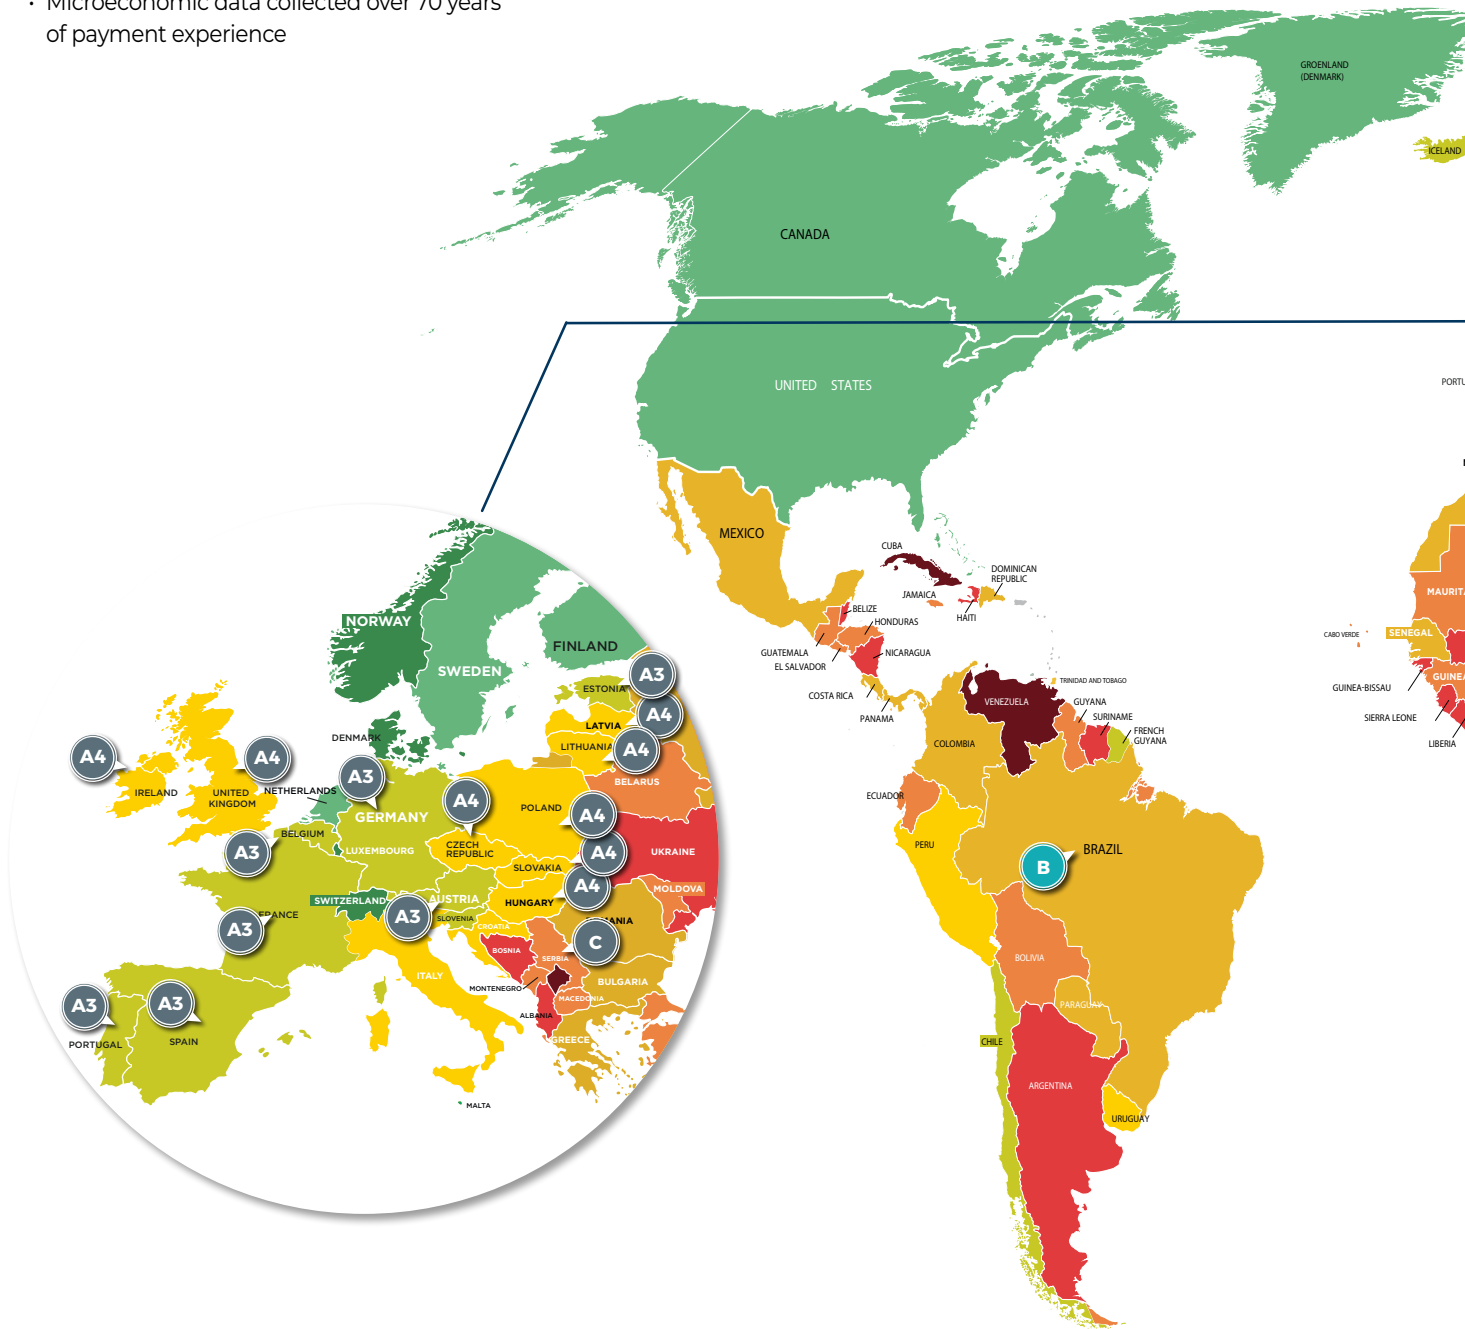 · Microeconomic data collected over 70 years
of payment experience
GROENLAND
(DENMARK)
ICELAND
CANADA
UNITED STATES
MEXICO
CUBA
DOMINICAN
REPUBLIC
JAMAICA
HAITI
BELIZE
HONDURAS
GUATEMALA
EL SALVADOR
NICARAGUA
COSTA RICA
PANAMA
TRINIDAD AND TOBAGO
VENEZUELA
GUYANA
SURINAME
FRENCH
GUYANA
COLOMBIA
ECUADOR
PERU
BRAZIL
B
BOLIVIA
PARAGUAY
CHILE
ARGENTINA
URUGUAY
CABO VERDE
SENEGAL
GUINEA-BISSAU
SIERRA LEONE
LIBERIA
NORWAY
SWEDEN
FINLAND
A3
ESTONIA
A4
LATVIA
LITHUANIA
A4
DENMARK
BELARUS
A4
IRELAND
A4
UNITED
KINGDOM
NETHERLANDS
A3
GERMANY
A4
POLAND
A4
BELGIUM
A3
LUXEMBOURG
CZECH
REPUBLIC
SLOVAKIA
A4
UKRAINE
SWITZERLAND
AUSTRIA
A3
HUNGARY
A4
MOLDOVA
FRANCE
A3
SLOVENIA
CROATIA
BOSNIA
SERBIA
C
ITALY
MONTENEGRO
BULGARIA
MACEDONIA
ALBANIA
GREECE
A3
PORTUGAL
A3
SPAIN
MALTA